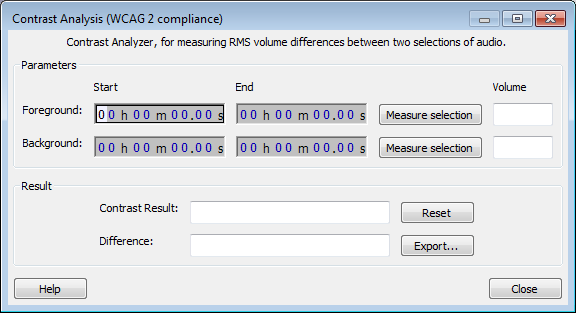 Contrast Analysis (WCAG 2 compliance)
Contrast Analyzer, for measuring RMS volume differences between two selections of audio.
Parameters
Start End Volume
Foreground: 00 h 00 m 00.00 s 00 h 00 m 00.00 s Measure selection
Background: 00 h 00 m 00.00 s 00 h 00 m 00.00 s Measure selection
Result
Contrast Result: Reset
Difference: Export...
Help Close